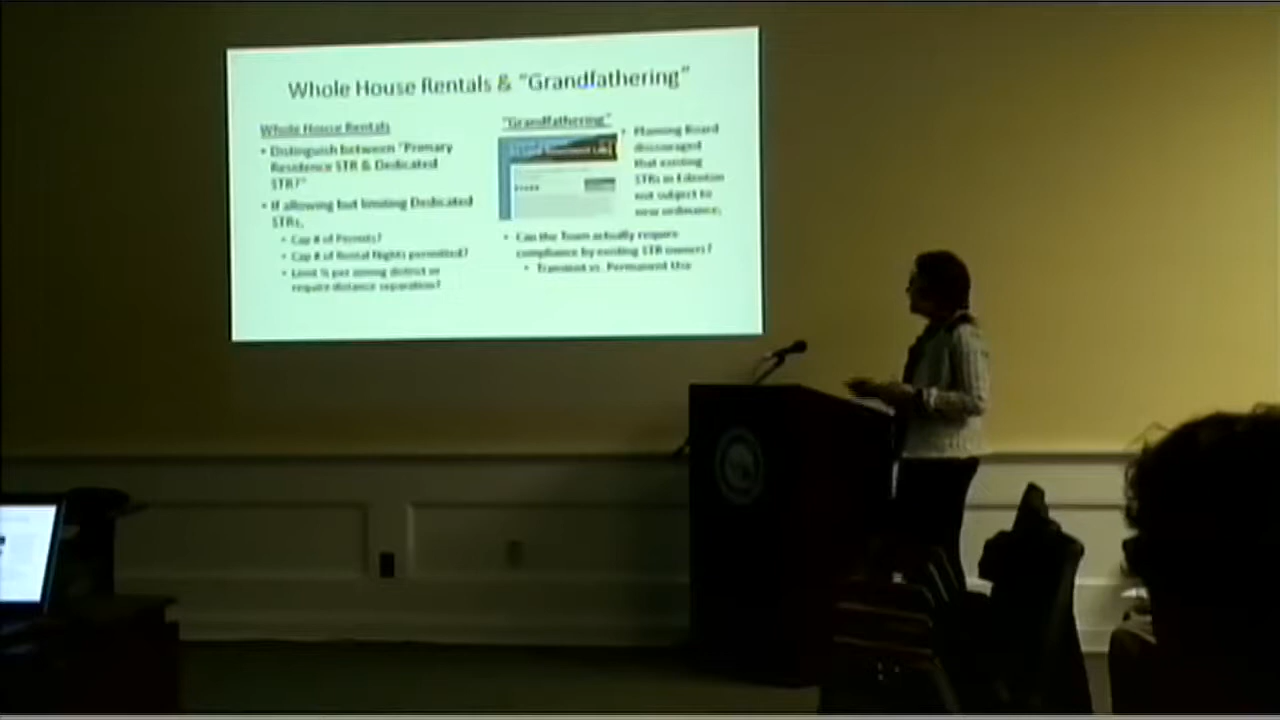 Whole House Rentals & "Grandfathering"
Whole House Rentals
• Distinguish between "Primary
Residence STR & Dedicated
STR?"
• If allowing but limiting Dedicated
STRs,
• Cap # of Permits?
• Cap # of Rental Nights permitted?
• Limit % per zoning district or
require distance separation?
"Grandfathering"
• Planning Board
discouraged
that existing
STRs in Edenton
not subject to
new ordinance.
• Can the Town actually require
compliance by existing STR owners?
• Transient vs. Permanent Use